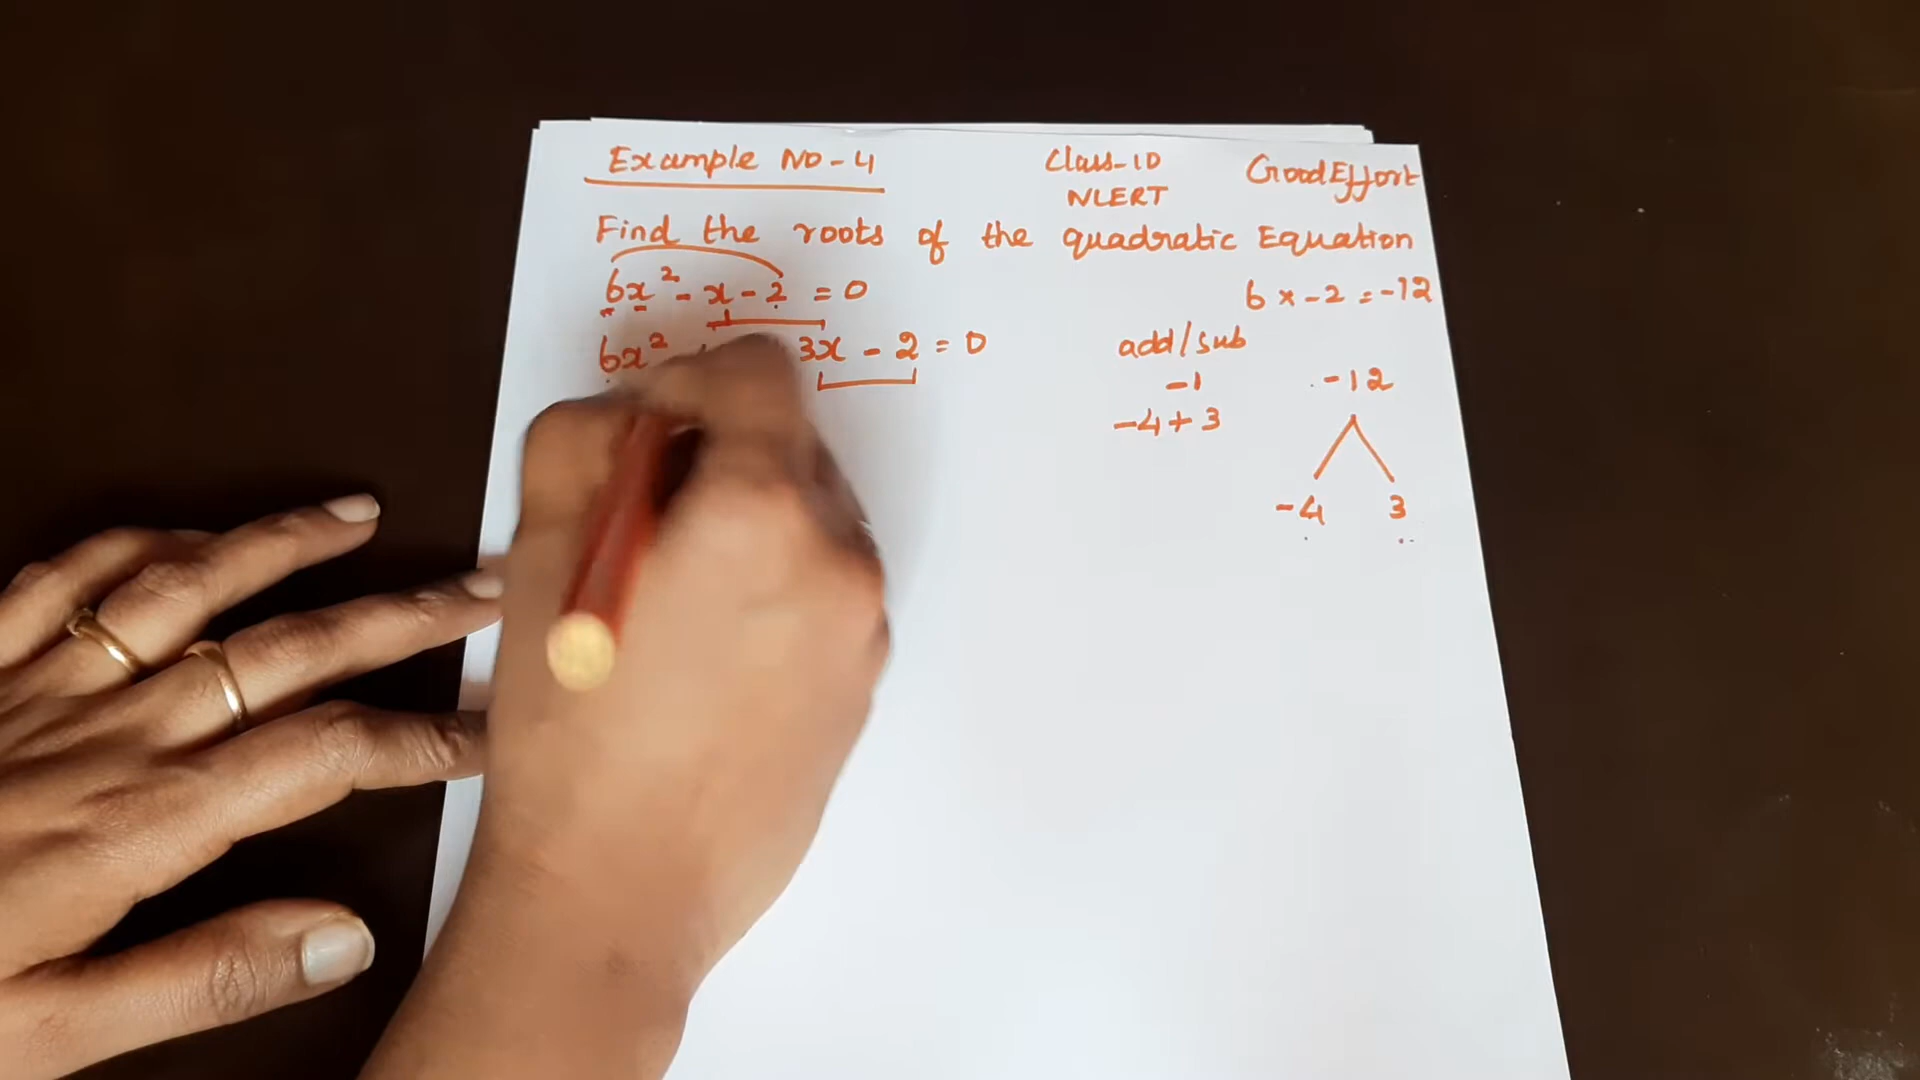 Example NO-4
Class-10
NCERT
GoodEffort
Find the roots of the quadratic Equation
6x² - x - 2 = 0
6 × -2 = -12
6x² 3x - 2 = 0
add/sub
-1
-12
-4+3
-4 3